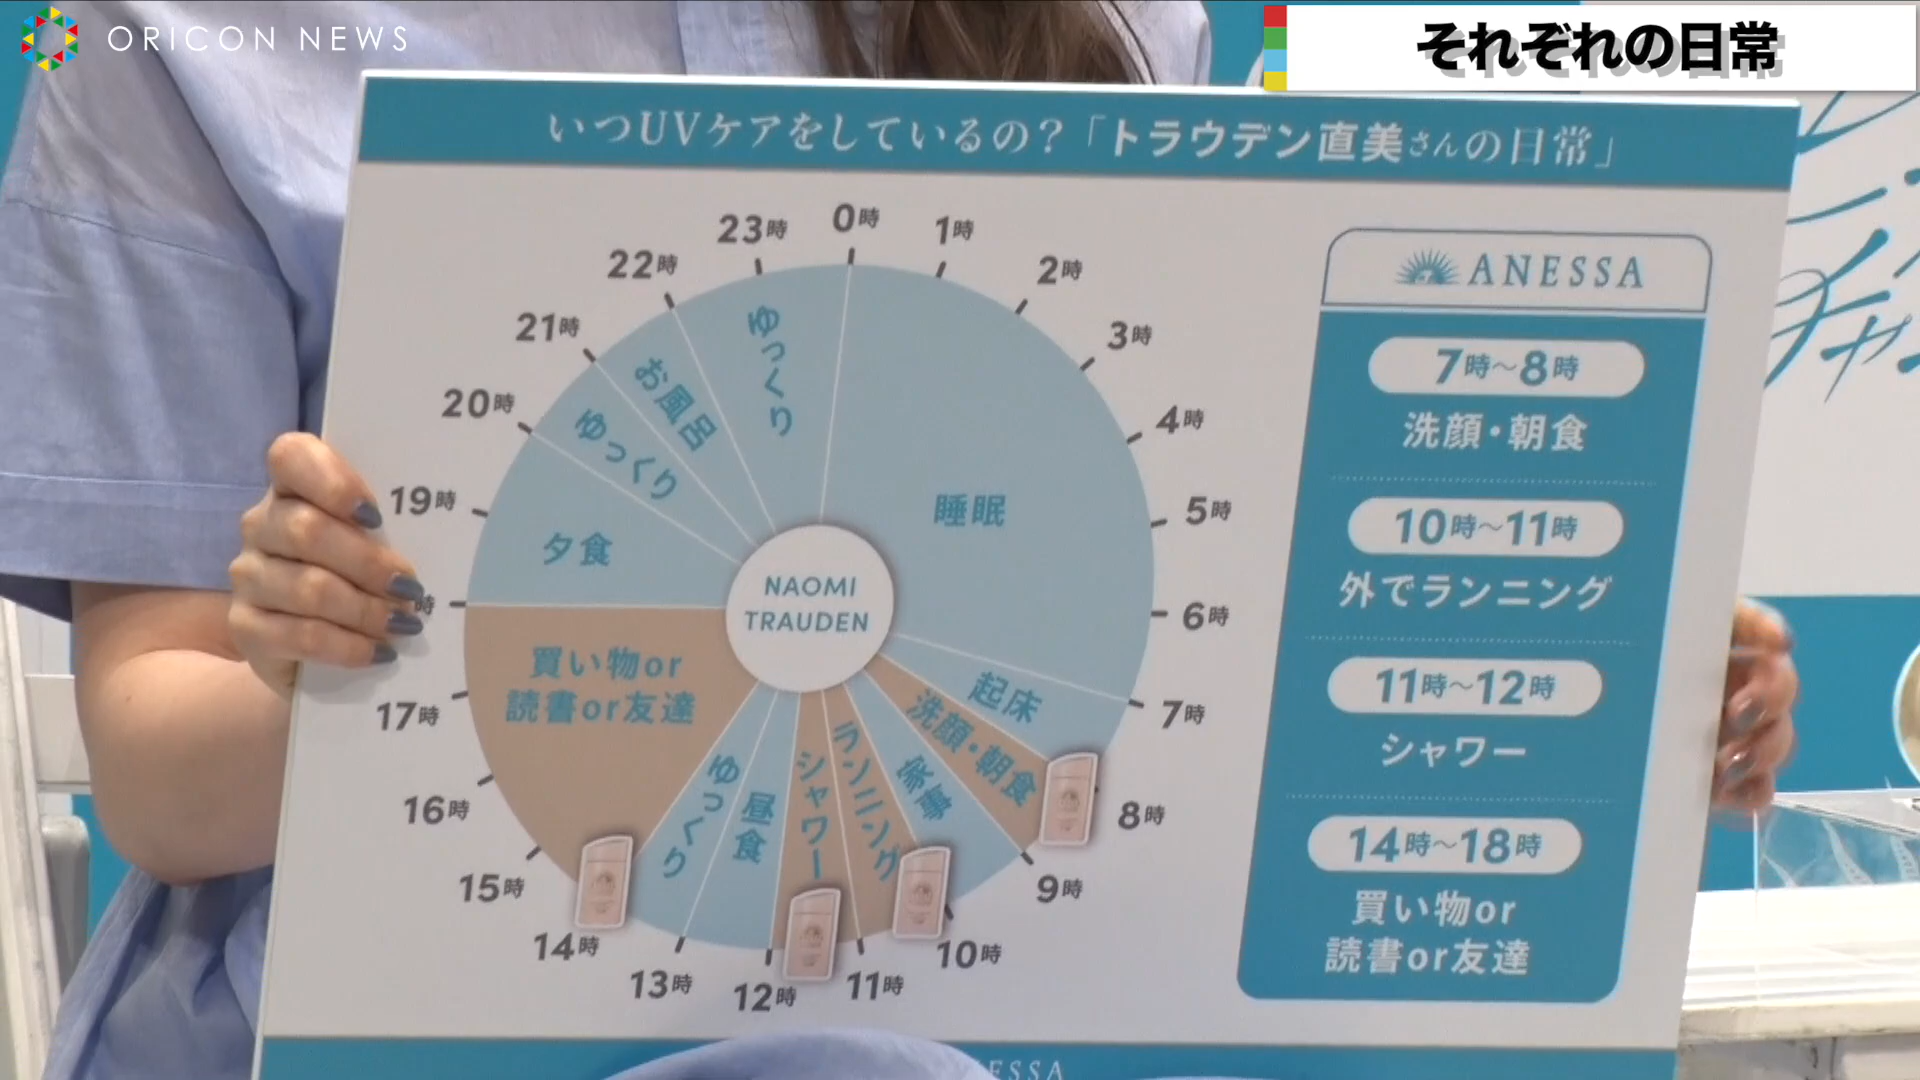 ORICON NEWS
それぞれの日常
いつUVケアをしているの？「トラウデン直美さんの日常」
0時
1時
2時
3時
4時
5時
6時
7時
8時
9時
10時
11時
12時
13時
14時
15時
16時
17時
時
19時
20時
21時
22時
23時
睡眠
起床
洗顔・朝食
家事
ランニング
シャワー
昼食
ゆっくり
買い物or
読書or友達
夕食
ゆっくり
お風呂
ゆっくり
NAOMI
TRAUDEN
ANESSA
7時〜8時
洗顔・朝食
10時〜11時
外でランニング
11時〜12時
シャワー
14時〜18時
買い物or
読書or友達
ESSA